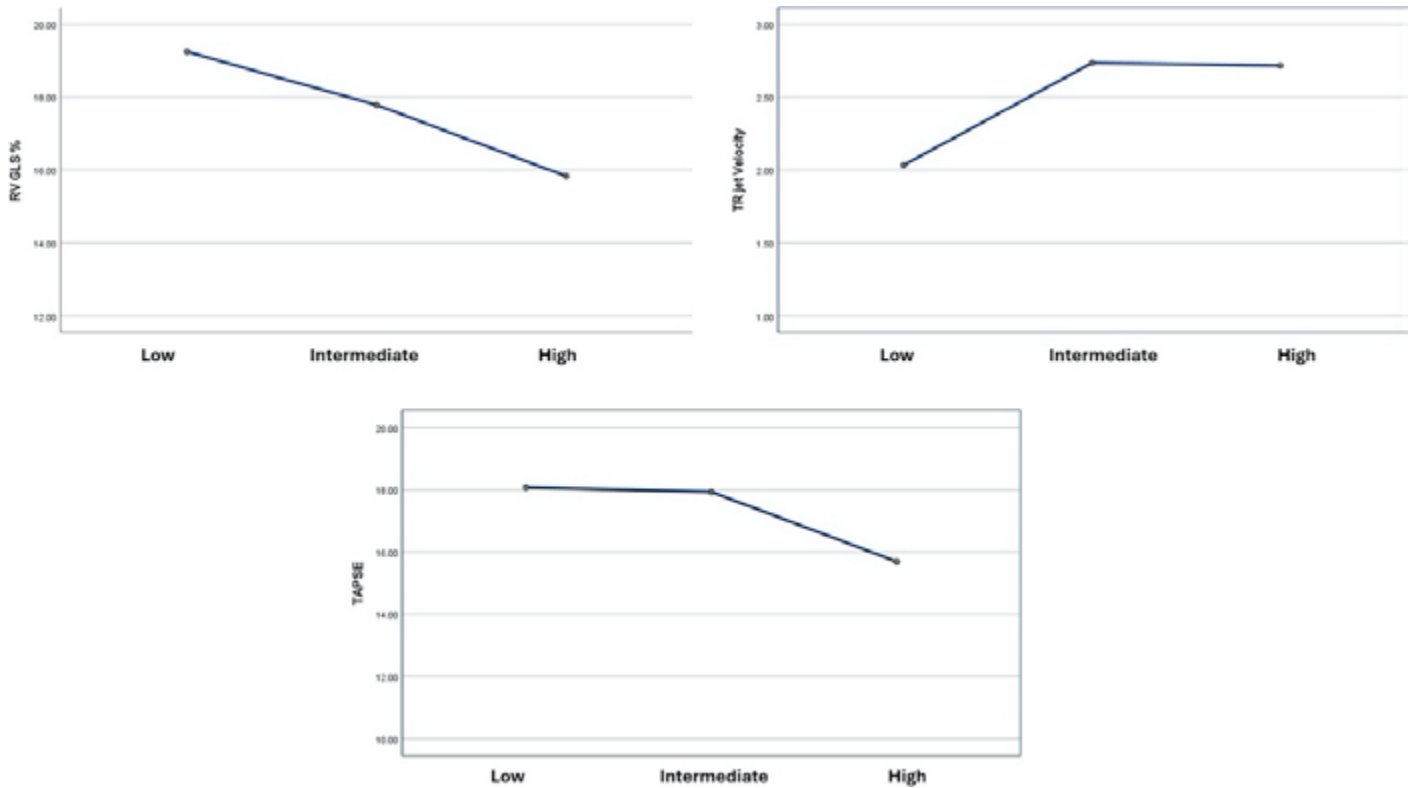 RV GLS %
20.00
18.00
16.00
14.00
12.00
Low Intermediate High
TR jet Velocity
3.00
2.50
2.00
1.50
1.00
Low Intermediate High
TAPSE
20.00
18.00
16.00
14.00
12.00
10.00
Low Intermediate High